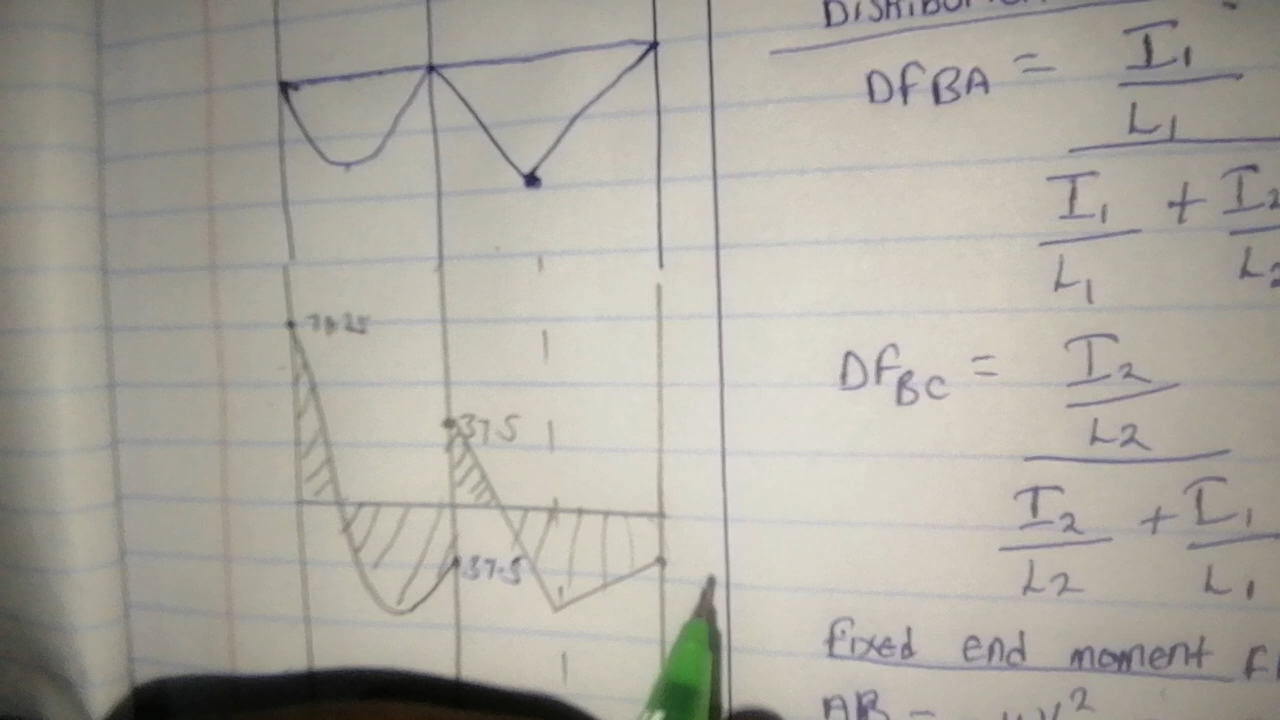 DFBA = I1
L1
I1 + I2
L1 L2
37.5
37.5
DFBC = I2
L2
I2 + I1
L2 L1
Fixed end moment
AB =